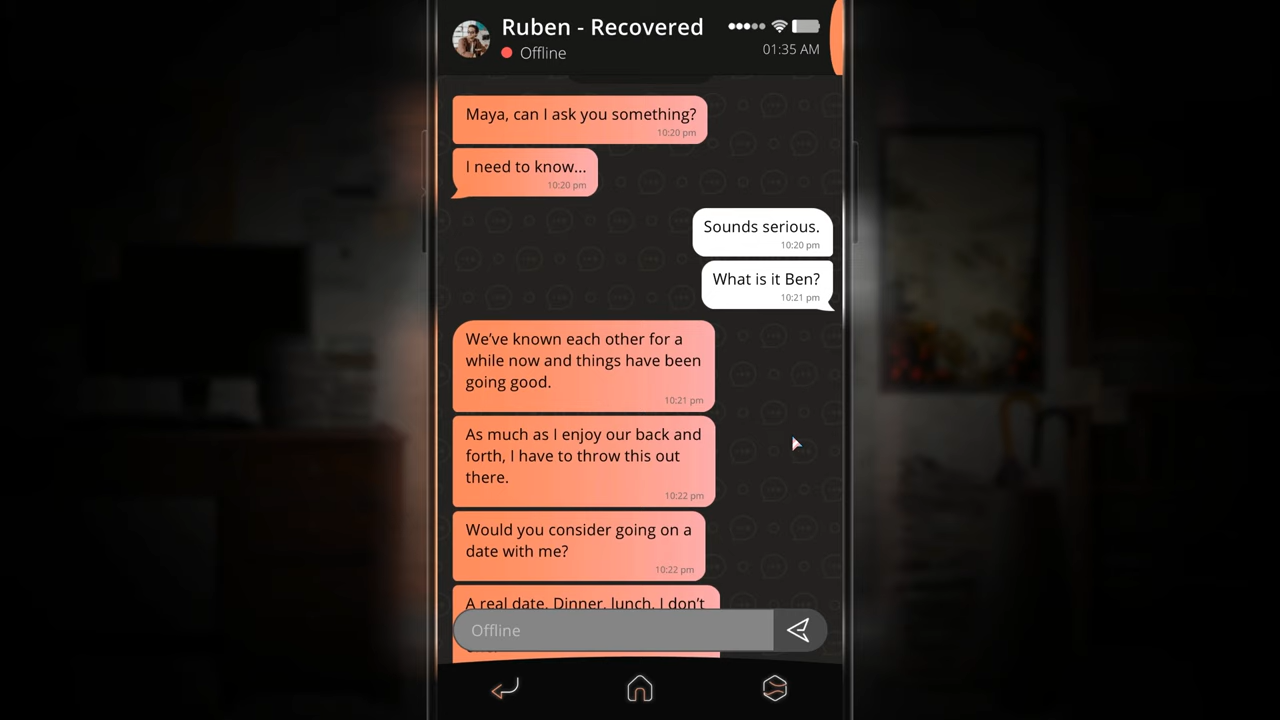 Ruben - Recovered
Offline
01:35 AM
Maya, can I ask you something?
10:20 pm
I need to know...
10:20 pm
Sounds serious.
10:20 pm
What is it Ben?
10:21 pm
We've known each other for a
while now and things have been
going good.
10:21 pm
As much as I enjoy our back and
forth, I have to throw this out
there.
10:22 pm
Would you consider going on a
date with me?
10:22 pm
A real date. Dinner, lunch, I don't
Offline